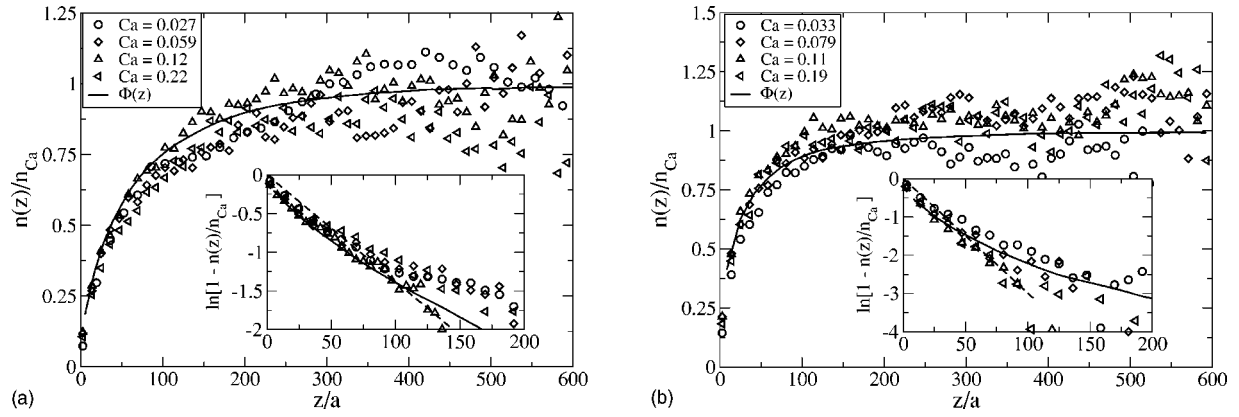 1.25
1
0.75
0.5
0.25
0
n(z)/n_Ca
Ca = 0.027
Ca = 0.059
Ca = 0.12
Ca = 0.22
Φ(z)
0
-0.5
-1
-1.5
-2
ln[1 - n(z)/n_Ca]
0 50 100 150 200
0 100 200 300 400 500 600
(a)
z/a
1.5
1.25
1
0.75
0.5
0.25
0
n(z)/n_Ca
Ca = 0.033
Ca = 0.079
Ca = 0.11
Ca = 0.19
Φ(z)
0
-1
-2
-3
-4
ln[1 - n(z)/n_Ca]
0 50 100 150 200
0 100 200 300 400 500 600
(b)
z/a